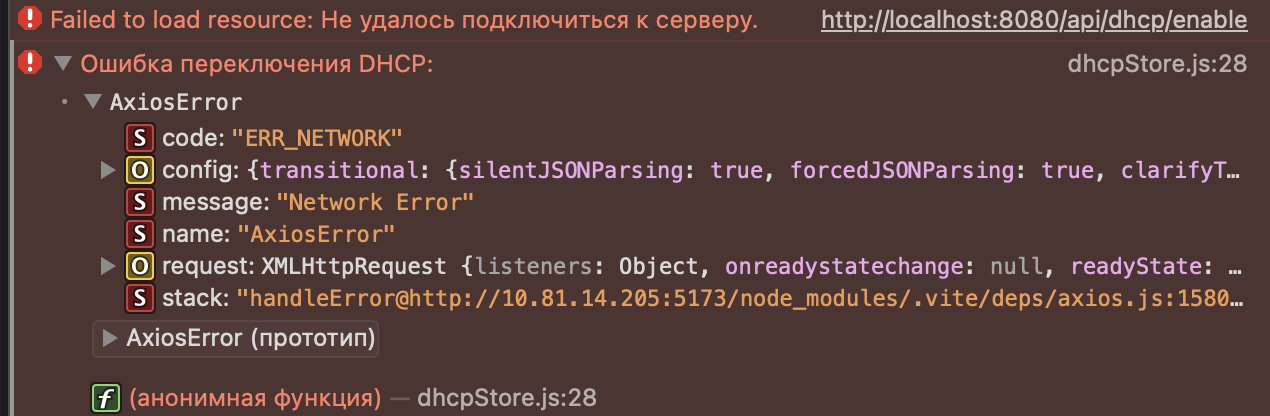 Failed to load resource: Не удалось подключиться к серверу. http://localhost:8080/api/dhcp/enable
Ошибка переключения DHCP: dhcpStore.js:28
AxiosError
S code: "ERR_NETWORK"
O config: {transitional: {silentJSONParsing: true, forcedJSONParsing: true, clarifyT…
S message: "Network Error"
S name: "AxiosError"
O request: XMLHttpRequest {listeners: Object, onreadystatechange: null, readyState: …
S stack: "handleError@http://10.81.14.205:5173/node_modules/.vite/deps/axios.js:1580…
AxiosError (прототип)
f (анонимная функция) — dhcpStore.js:28